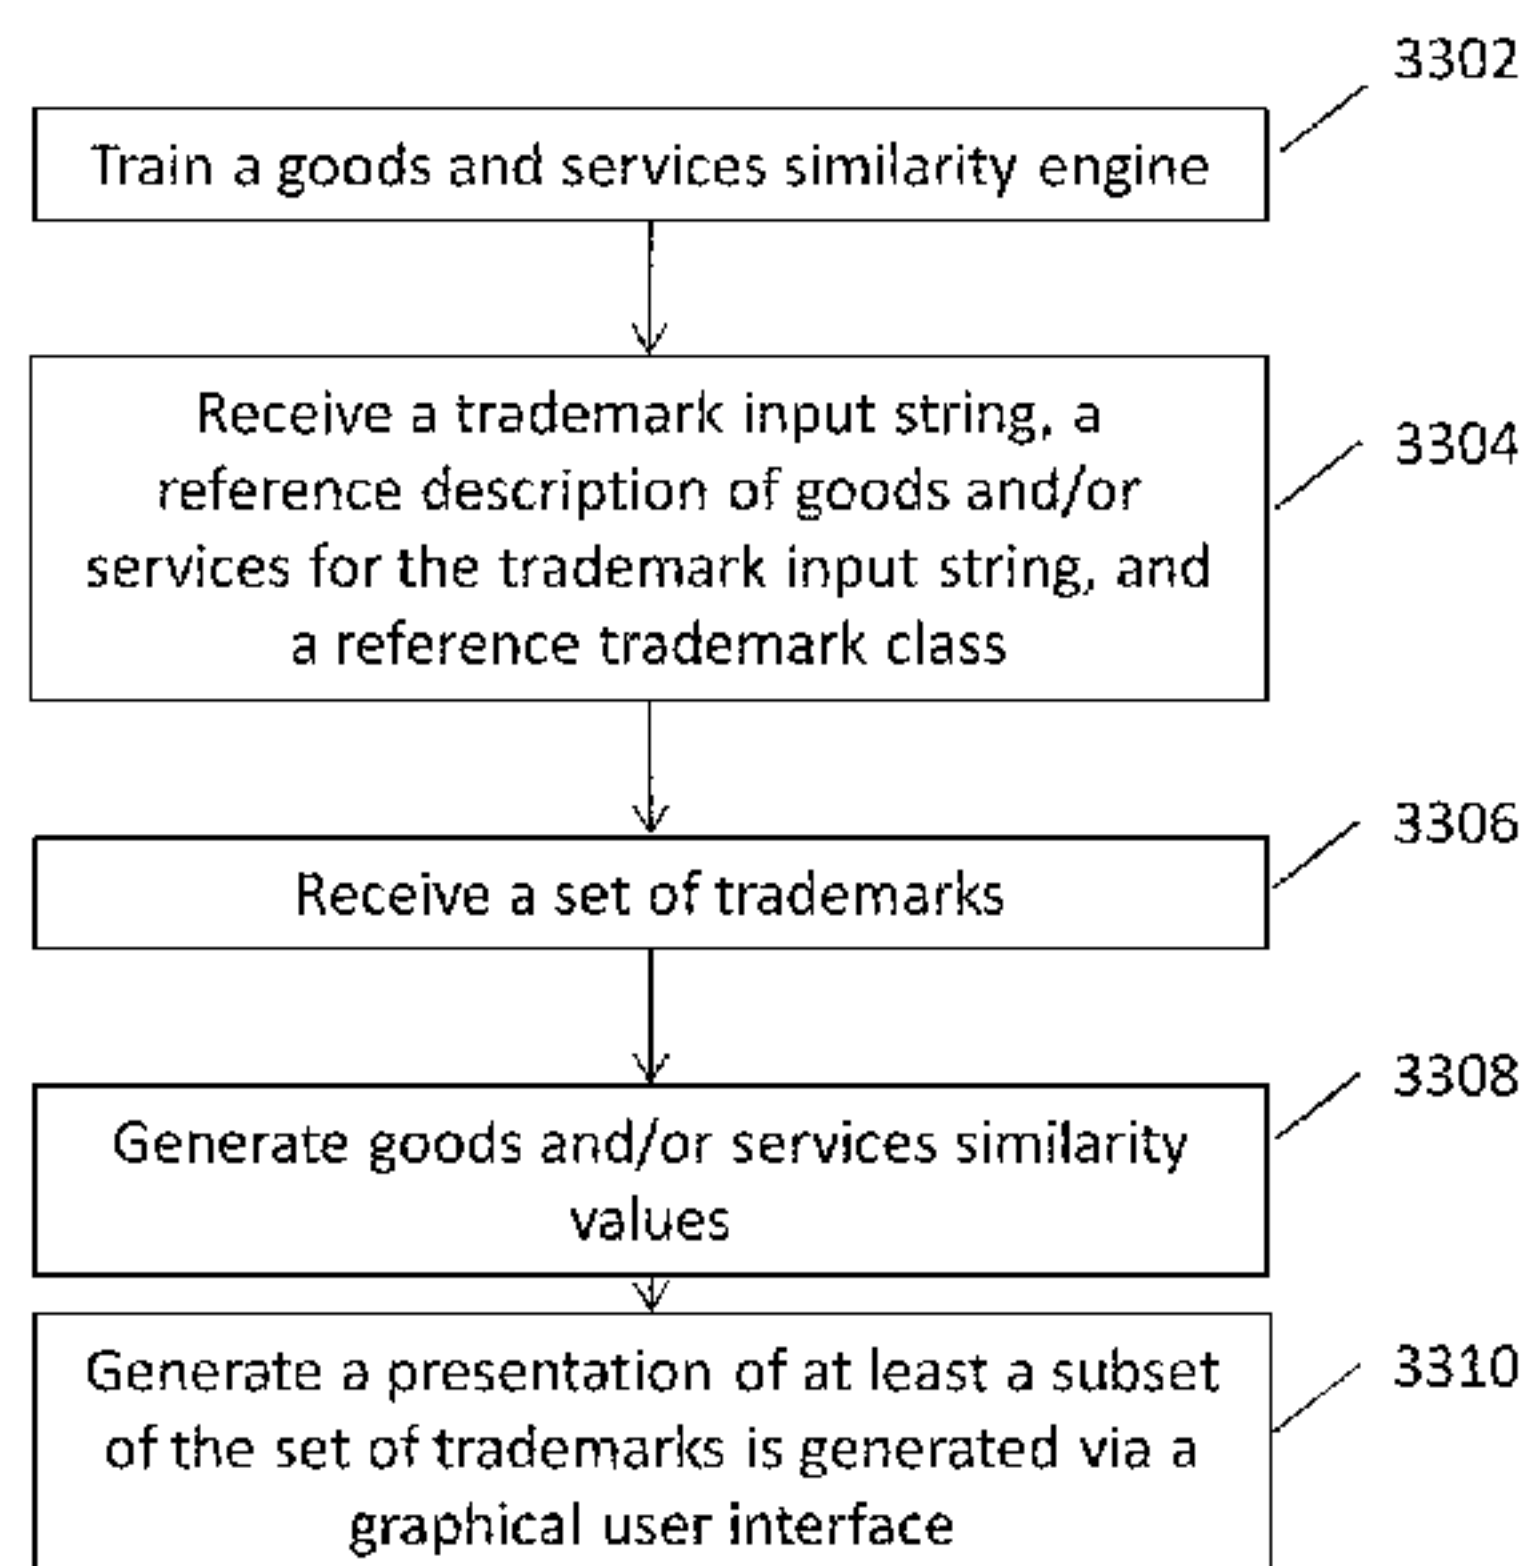 3302
Train a goods and services similarity engine
Receive a trademark input string, a
reference description of goods and/or
services for the trademark input string, and
a reference trademark class
3304
Receive a set of trademarks
3306
Generate goods and/or services similarity
values
3308
Generate a presentation of at least a subset
of the set of trademarks is generated via a
graphical user interface
3310